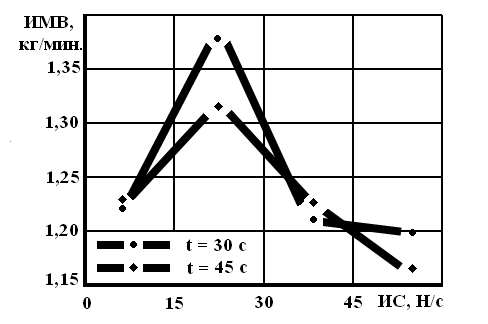 ИМВ,
кг/мин.
1,35
1,30
1,25
1,20
t = 30 с
t = 45 с
1,15
0 15 30 45 ИС, Н/с